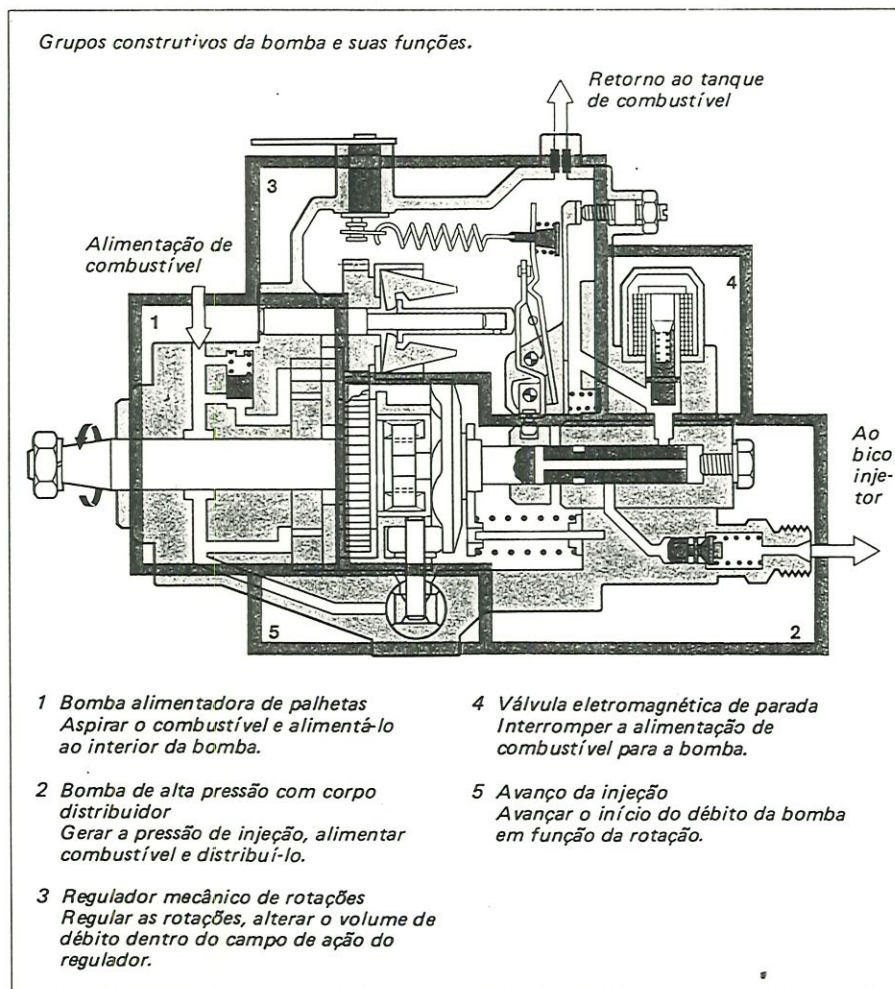 Grupos construtivos da bomba e suas funções.
Retorno ao tanque
de combustível
3
Alimentação de
combustível
4
1
Ao
bico
inje-
tor
5
2
1 Bomba alimentadora de palhetas
Aspirar o combustível e alimentá-lo
ao interior da bomba.
2 Bomba de alta pressão com corpo
distribuidor
Gerar a pressão de injeção, alimentar
combustível e distribuí-lo.
3 Regulador mecânico de rotações
Regular as rotações, alterar o volume de
débito dentro do campo de ação do
regulador.
4 Válvula eletromagnética de parada
Interromper a alimentação de
combustível para a bomba.
5 Avanço da injeção
Avançar o início do débito da bomba
em função da rotação.